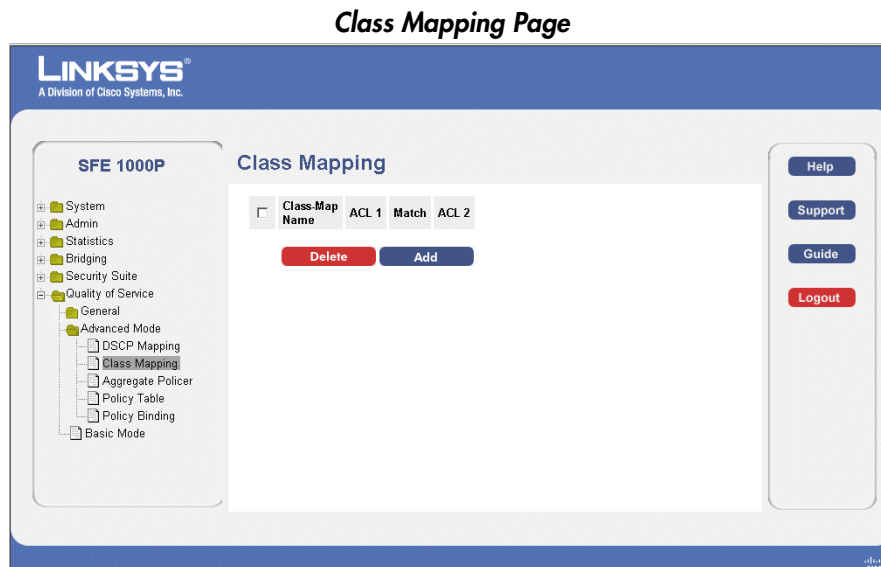 Class Mapping Page
LINKSYS®
A Division of Cisco Systems, Inc.
SFE 1000P
System
Admin
Statistics
Bridging
Security Suite
Quality of Service
General
Advanced Mode
DSCP Mapping
Class Mapping
Aggregate Policer
Policy Table
Policy Binding
Basic Mode
Class Mapping
Class-Map Name ACL 1 Match ACL 2
Delete Add
Help
Support
Guide
Logout